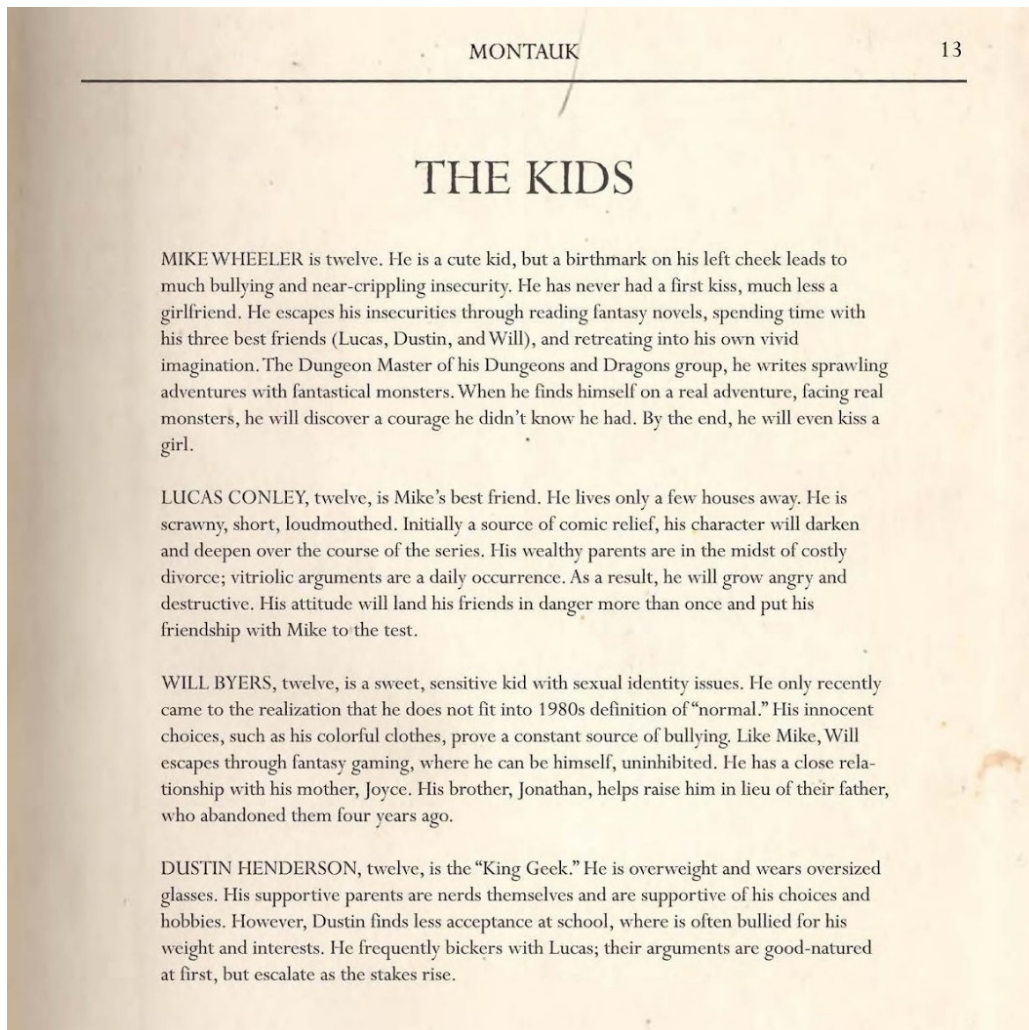 MONTAUK 13
THE KIDS
MIKE WHEELER is twelve. He is a cute kid, but a birthmark on his left cheek leads to
much bullying and near-crippling insecurity. He has never had a first kiss, much less a
girlfriend. He escapes his insecurities through reading fantasy novels, spending time with
his three best friends (Lucas, Dustin, and Will), and retreating into his own vivid
imagination. The Dungeon Master of his Dungeons and Dragons group, he writes sprawling
adventures with fantastical monsters. When he finds himself on a real adventure, facing real
monsters, he will discover a courage he didn’t know he had. By the end, he will even kiss a
girl.
LUCAS CONLEY, twelve, is Mike’s best friend. He lives only a few houses away. He is
scrawny, short, loudmouthed. Initially a source of comic relief, his character will darken
and deepen over the course of the series. His wealthy parents are in the midst of costly
divorce; vitriolic arguments are a daily occurrence. As a result, he will grow angry and
destructive. His attitude will land his friends in danger more than once and put his
friendship with Mike to the test.
WILL BYERS, twelve, is a sweet, sensitive kid with sexual identity issues. He only recently
came to the realization that he does not fit into 1980s definition of “normal.” His innocent
choices, such as his colorful clothes, prove a constant source of bullying. Like Mike, Will
escapes through fantasy gaming, where he can be himself, uninhibited. He has a close rela-
tionship with his mother, Joyce. His brother, Jonathan, helps raise him in lieu of their father,
who abandoned them four years ago.
DUSTIN HENDERSON, twelve, is the “King Geek.” He is overweight and wears oversized
glasses. His supportive parents are nerds themselves and are supportive of his choices and
hobbies. However, Dustin finds less acceptance at school, where is often bullied for his
weight and interests. He frequently bickers with Lucas; their arguments are good-natured
at first, but escalate as the stakes rise.